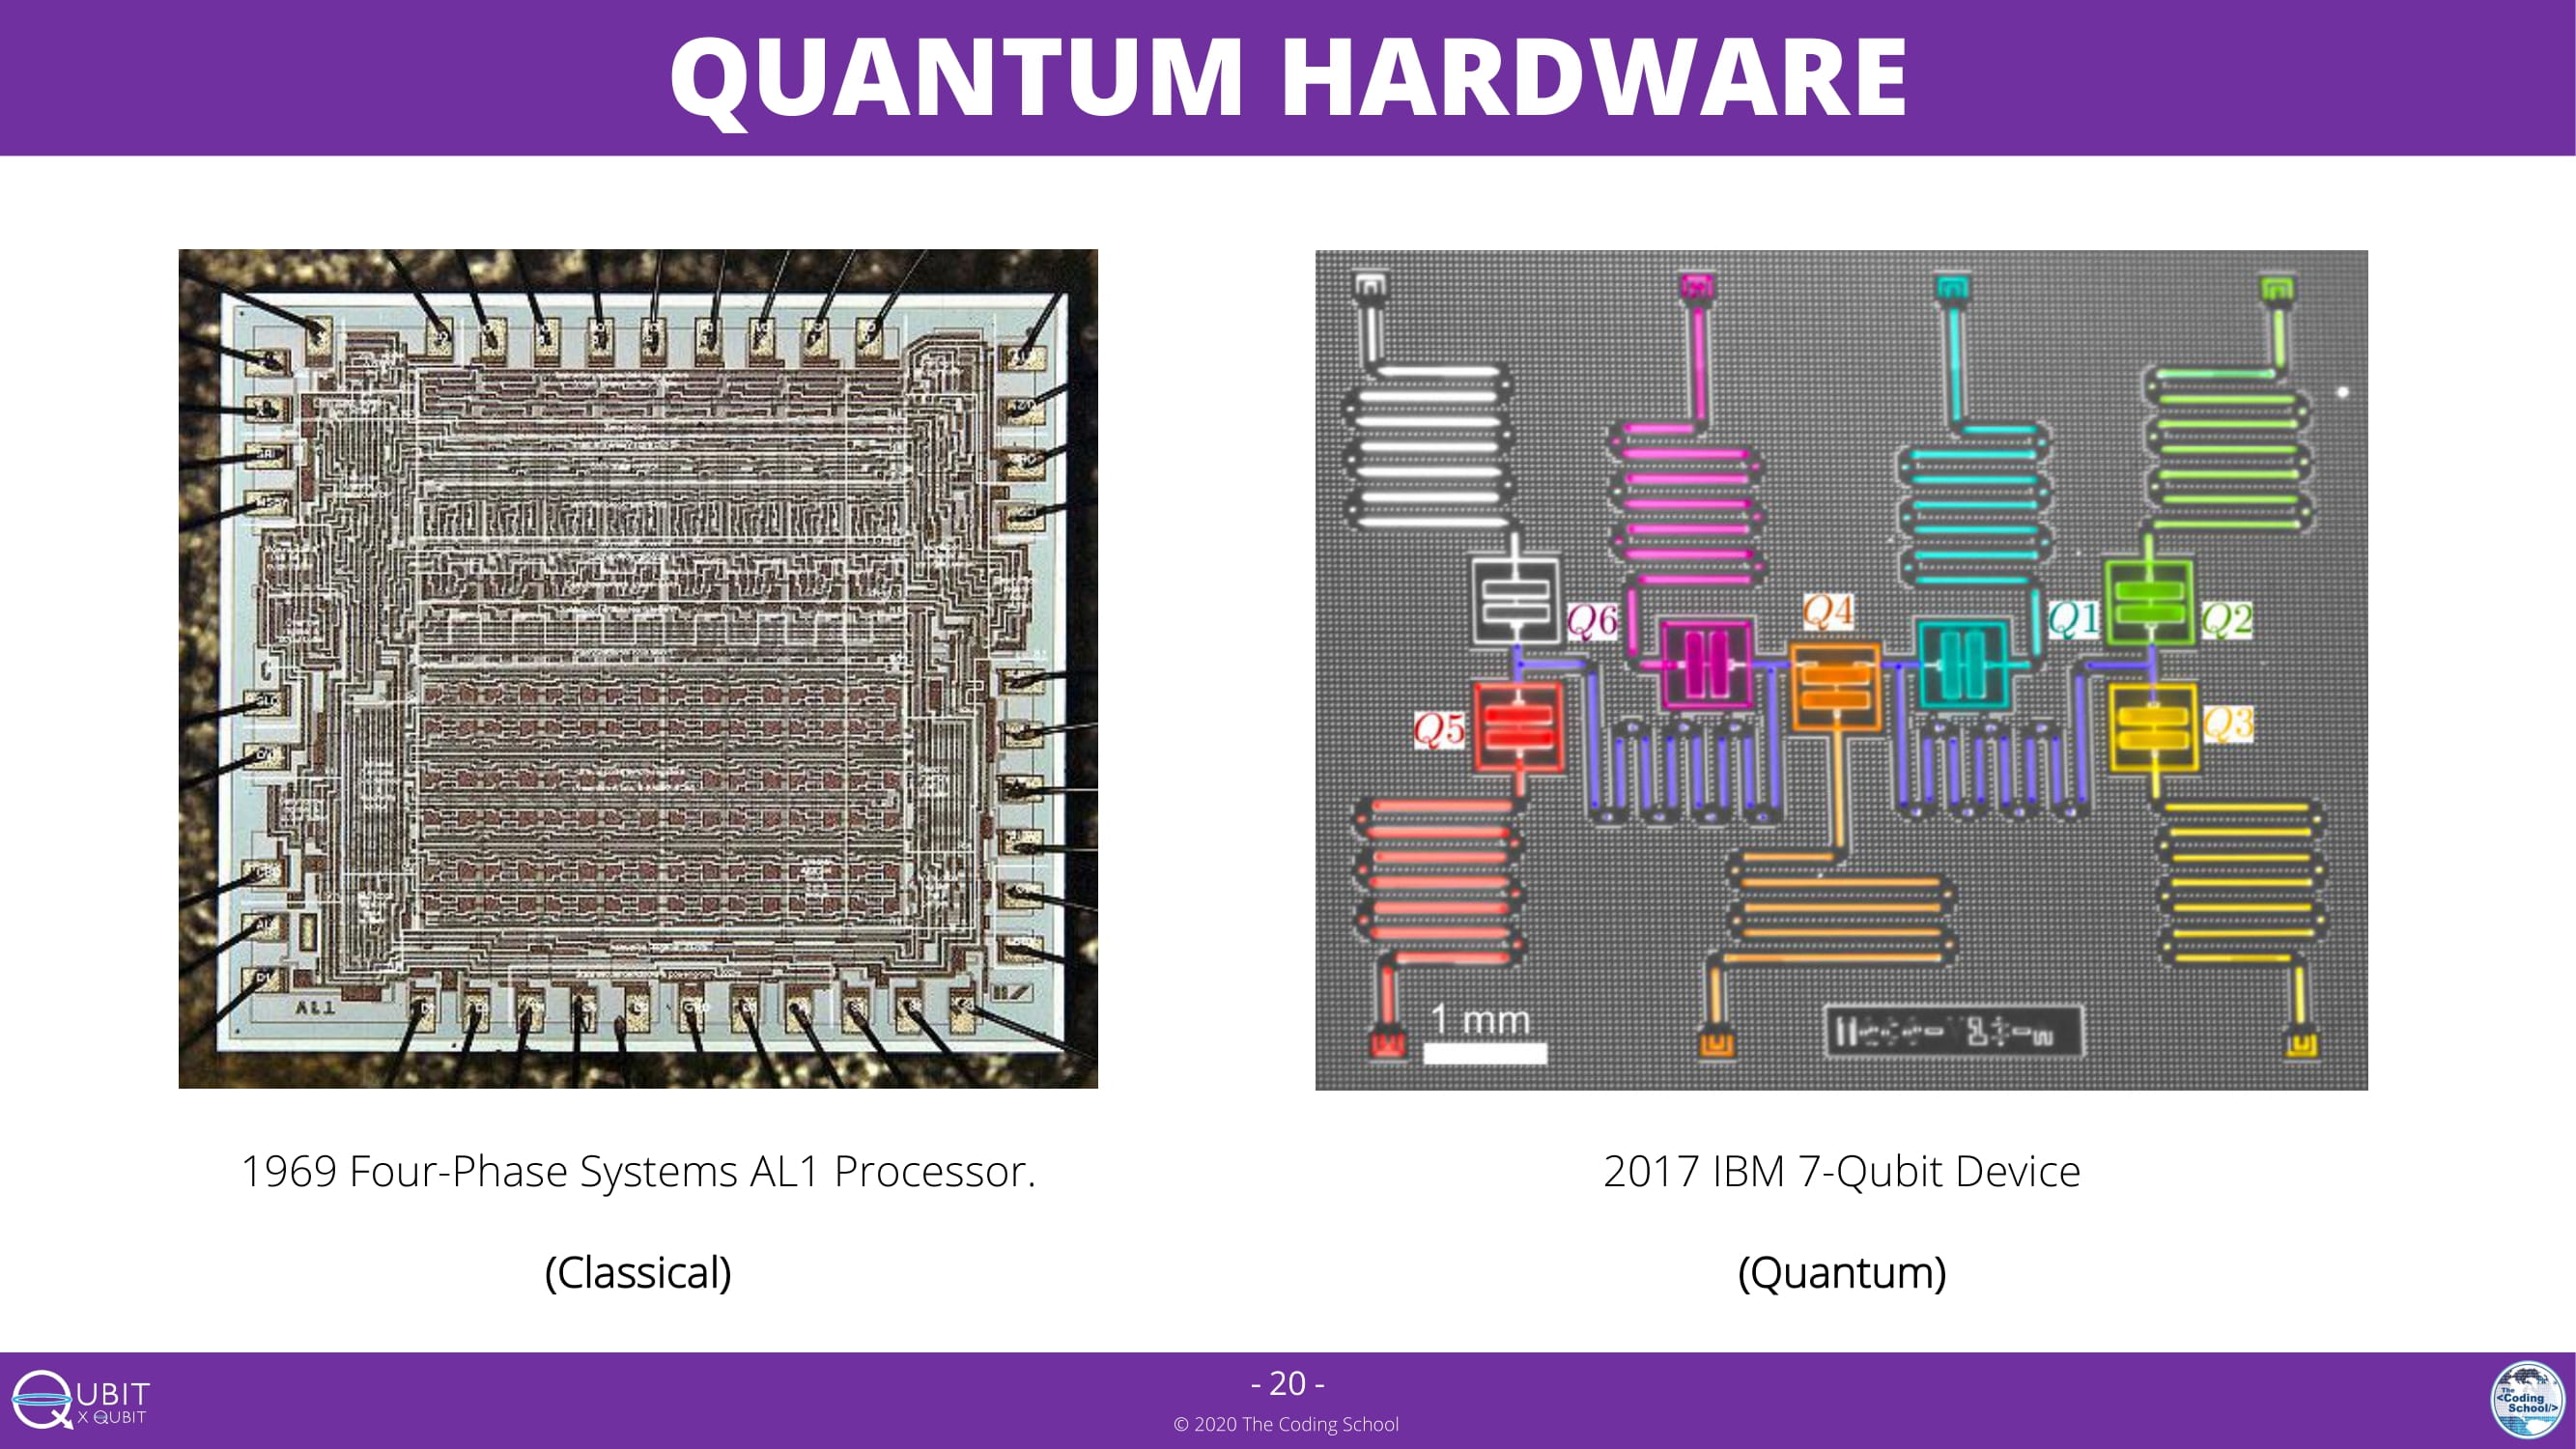 QUANTUM HARDWARE
AL1
Q6
Q4
Q1
Q2
Q5
Q3
1 mm
1969 Four-Phase Systems AL1 Processor.
2017 IBM 7-Qubit Device
(Classical)
(Quantum)
QUBIT
X QUBIT
- 20 -
© 2020 The Coding School
The
<Coding
School/>